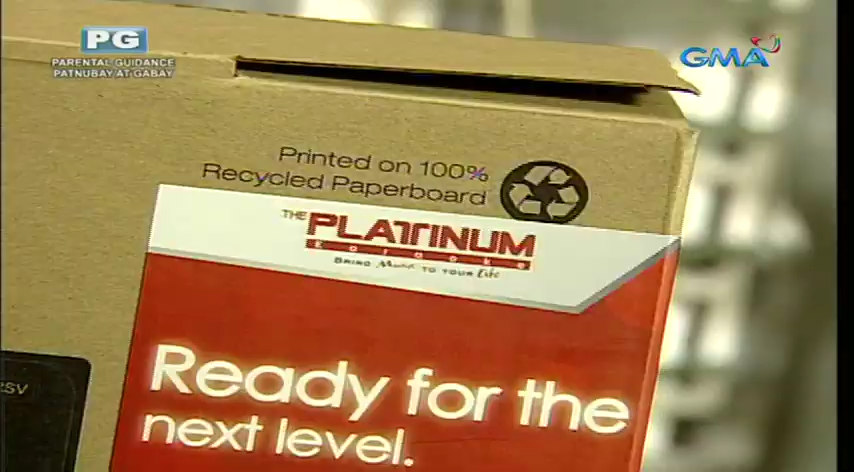 PG
PARENTAL GUIDANCE
PATNUBAY AT GABAY
GMA
Printed on 100%
Recycled Paperboard
THE PLATINUM
Karaoke
BRING Music TO YOUR Life
Ready for the
next level.
RSV